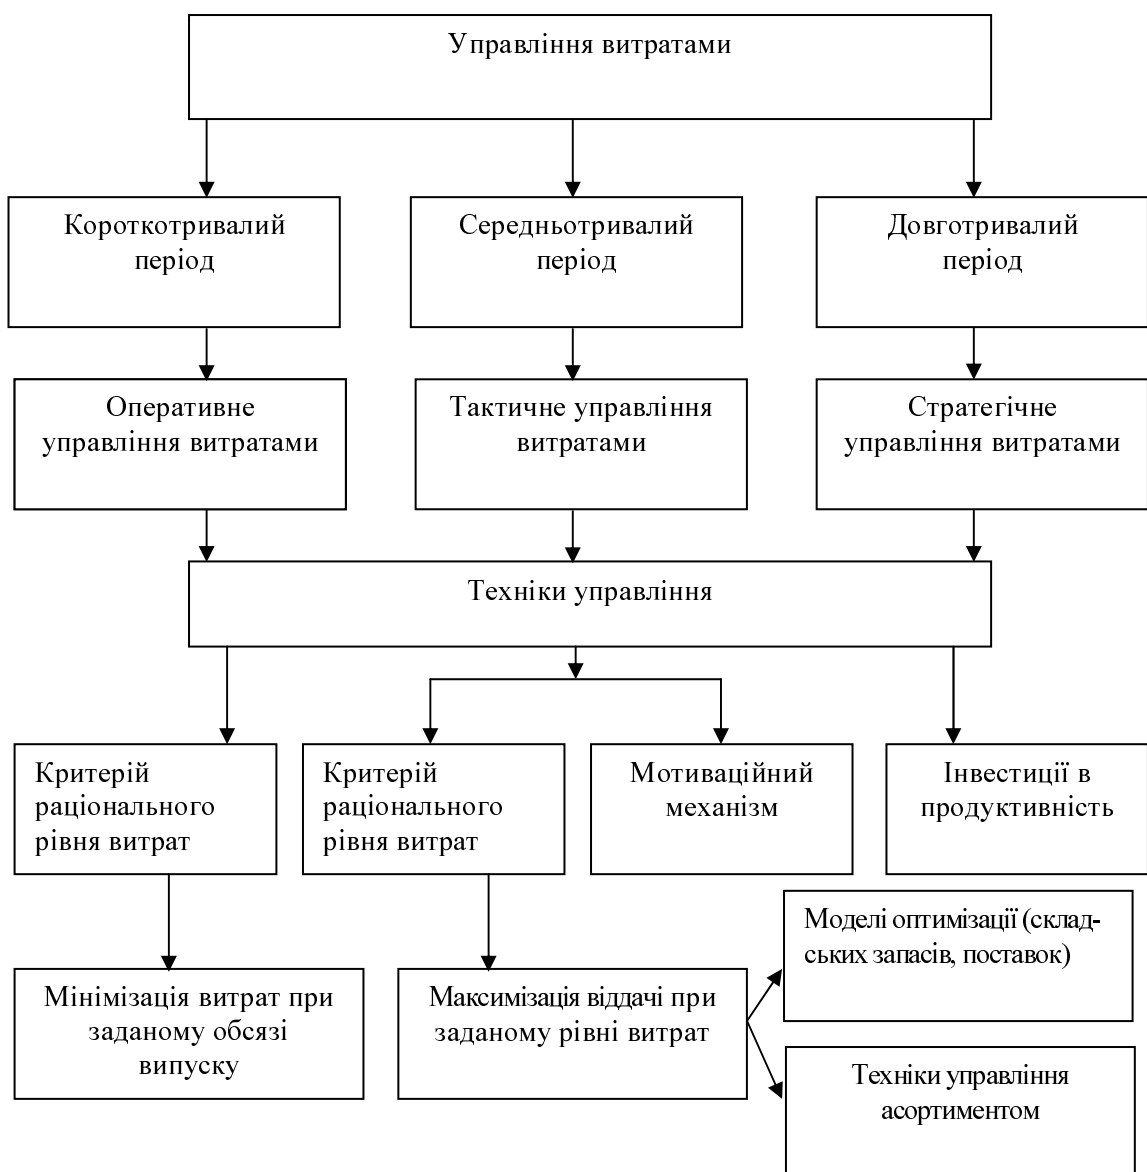 Управління витратами
Короткотривалий
період
Середньотривалий
період
Довготривалий
період
Оперативне
управління витратами
Тактичне управління
витратами
Стратегічне
управління витратами
Техніки управління
Критерій
раціонального
рівня витрат
Критерій
раціонального
рівня витрат
Мотиваційний
механізм
Інвестиції в
продуктивність
Мінімізація витрат при
заданому обсязі
випуску
Максимізація віддачі при
заданому рівні витрат
Моделі оптимізації (склад-
ських запасів, поставок)
Техніки управління
асортиментом